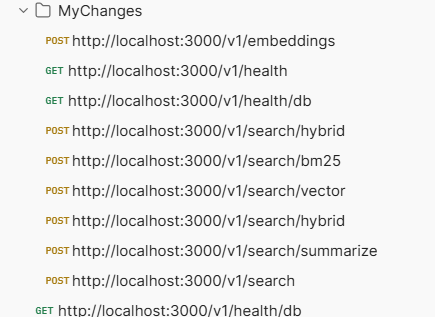 MyChanges
POST http://localhost:3000/v1/embeddings
GET http://localhost:3000/v1/health
GET http://localhost:3000/v1/health/db
POST http://localhost:3000/v1/search/hybrid
POST http://localhost:3000/v1/search/bm25
POST http://localhost:3000/v1/search/vector
POST http://localhost:3000/v1/search/hybrid
POST http://localhost:3000/v1/search/summarize
POST http://localhost:3000/v1/search
GET http://localhost:3000/v1/health/db